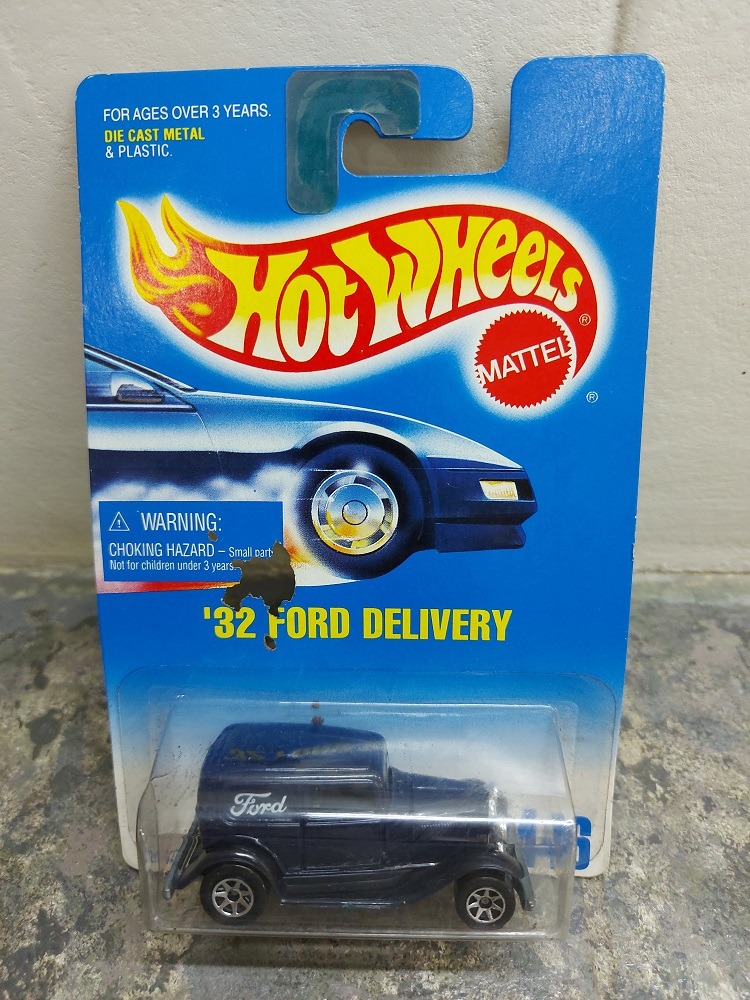 FOR AGES OVER 3 YEARS.
DIE CAST METAL
& PLASTIC.
HOT WHEELS
®
MATTEL
®
⚠ WARNING:
CHOKING HAZARD – Small parts
Not for children under 3 years
'32 FORD DELIVERY
Ford